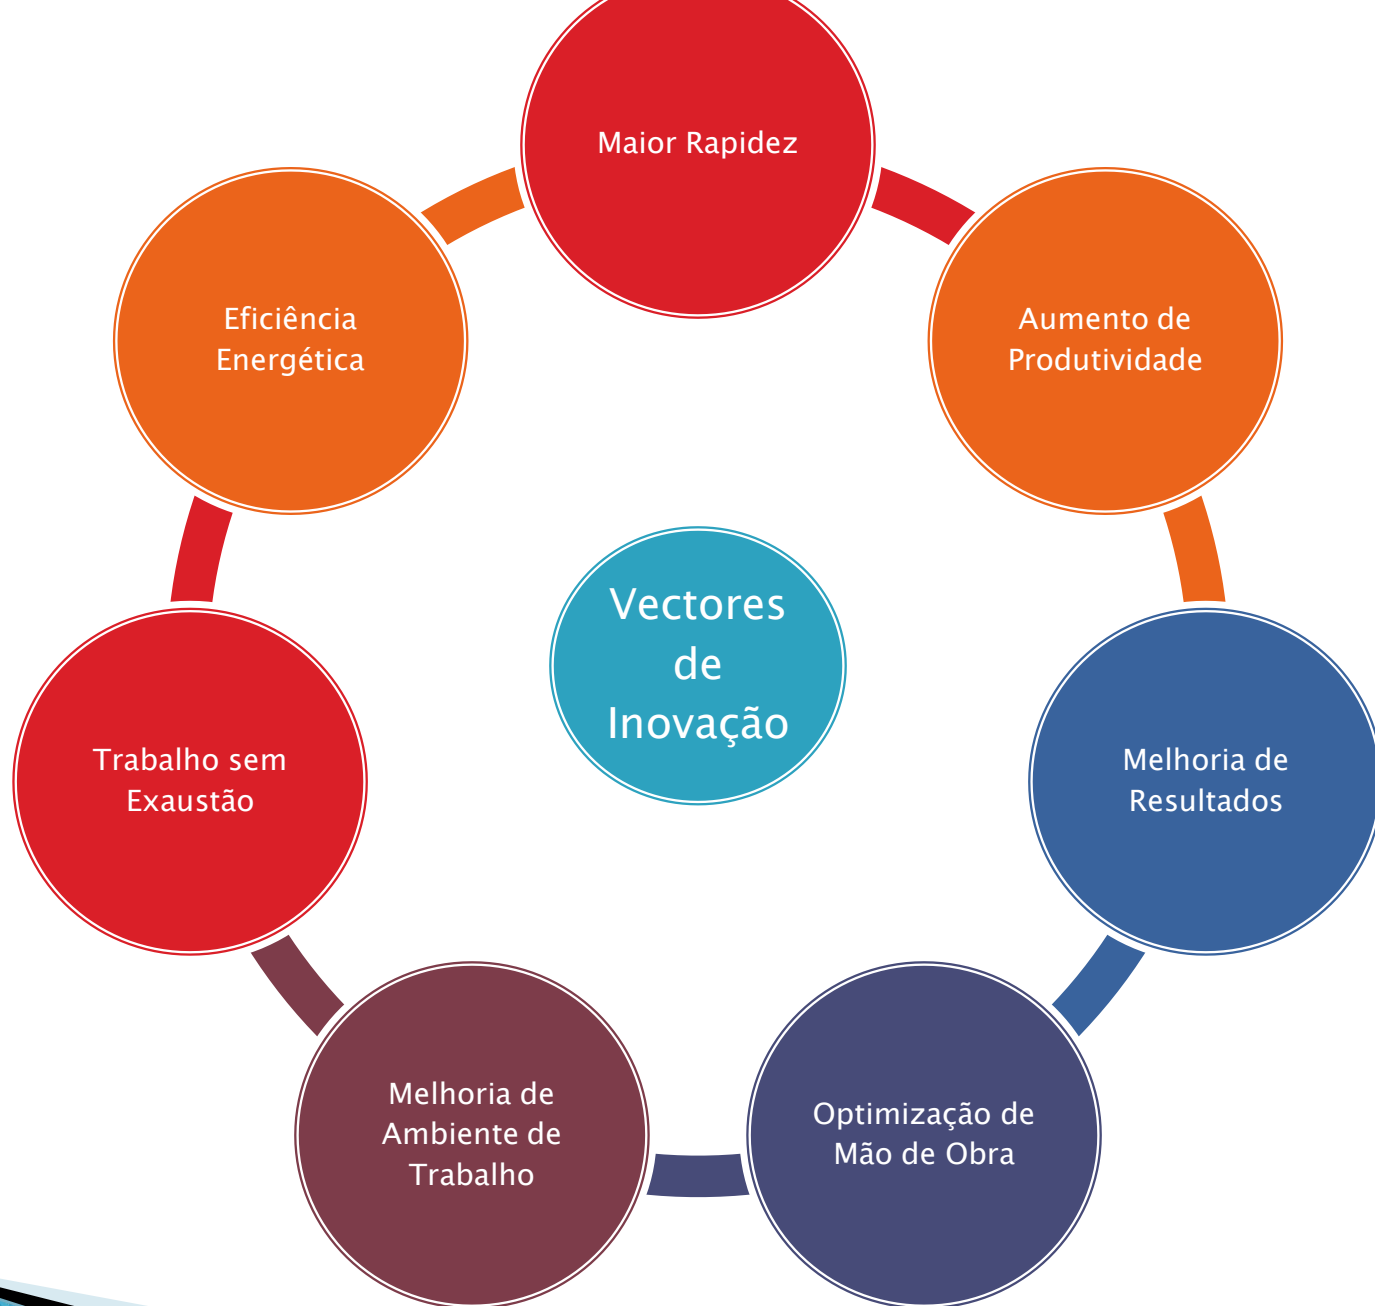 Maior Rapidez
Aumento de
Produtividade
Melhoria de
Resultados
Optimização de
Mão de Obra
Melhoria de
Ambiente de
Trabalho
Trabalho sem
Exaustão
Eficiência
Energética
Vectores
de
Inovação